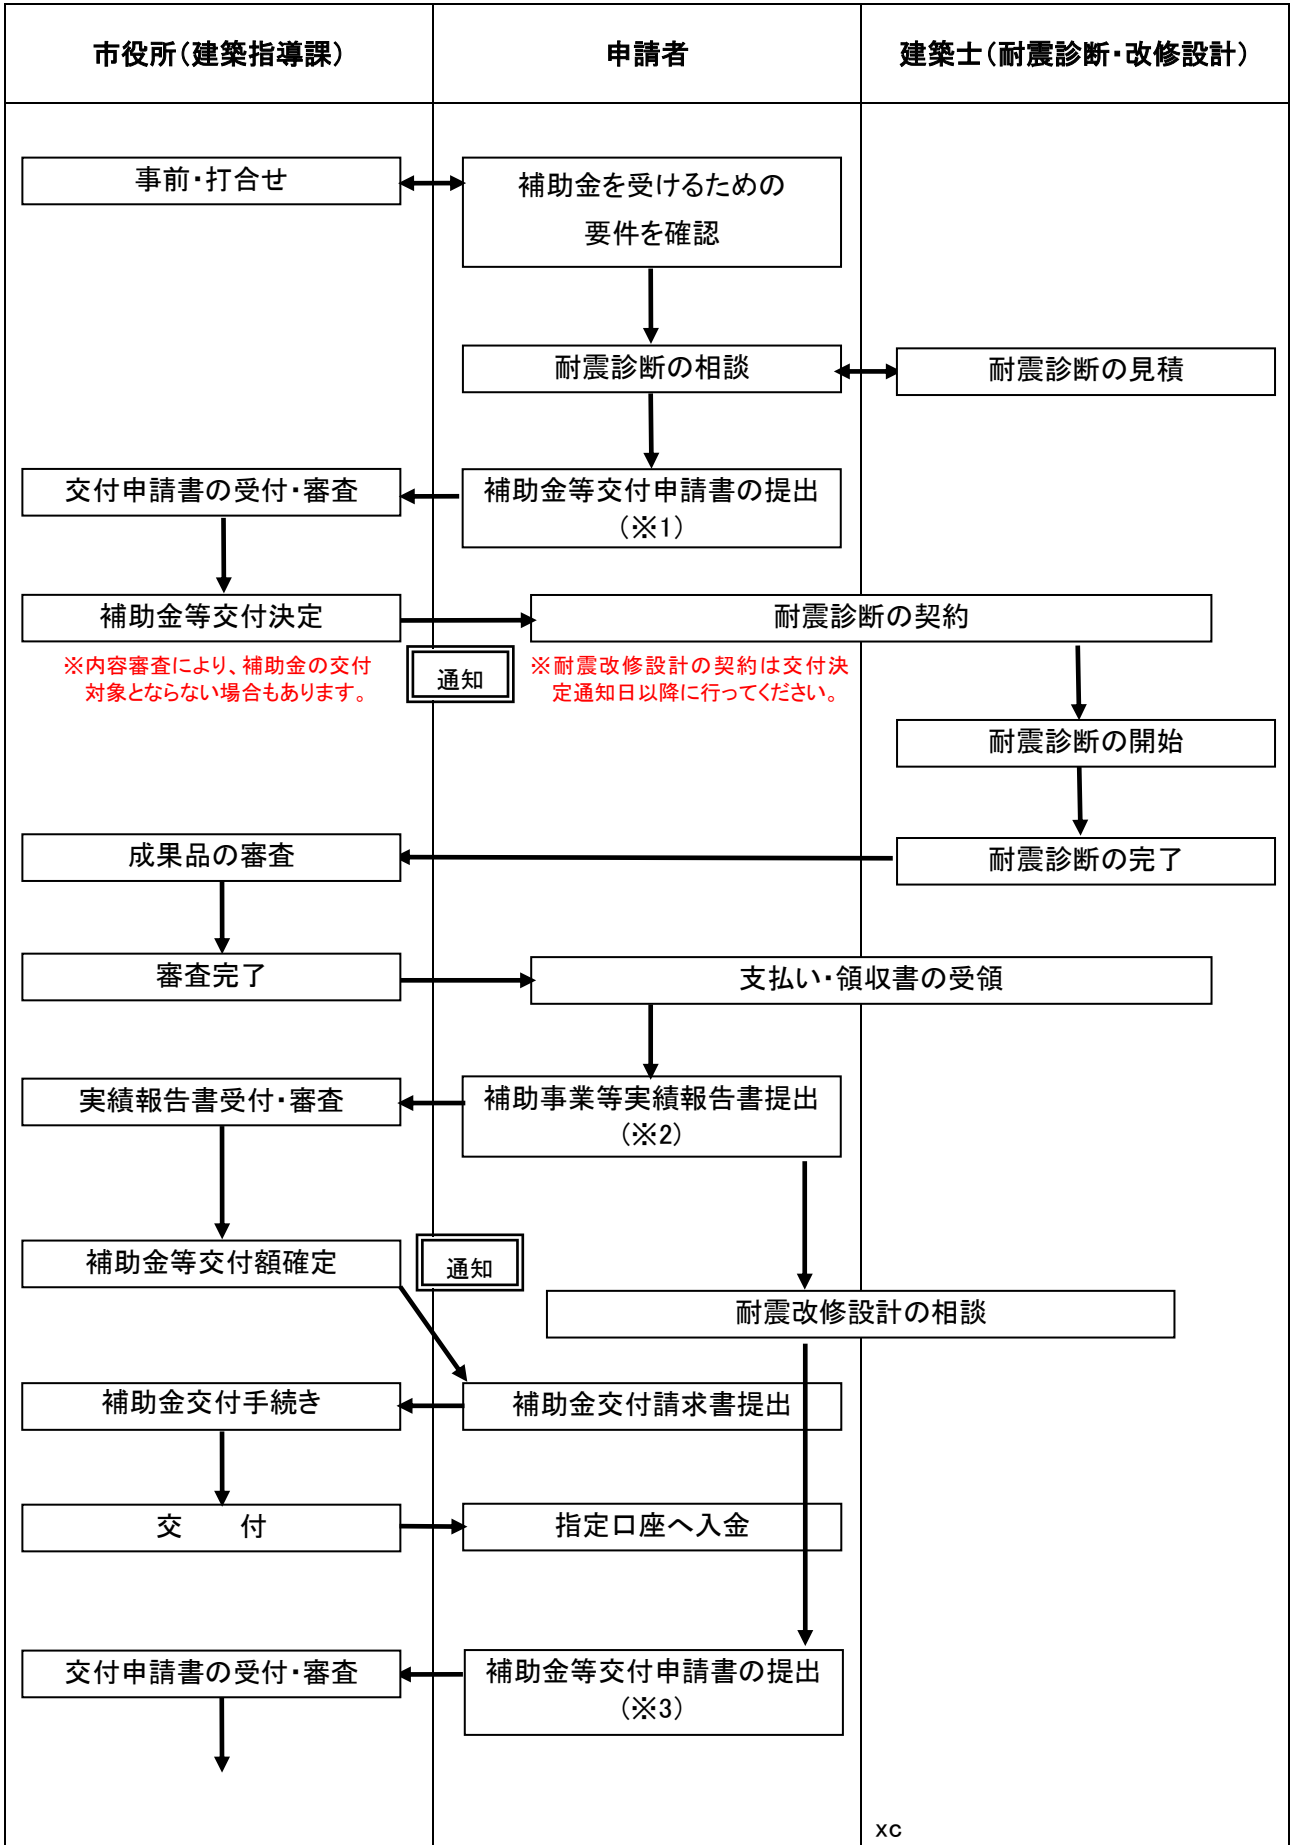 市役所(建築指導課)
申請者
建築士(耐震診断・改修設計)
事前・打合せ
補助金を受けるための
要件を確認
耐震診断の相談
耐震診断の見積
交付申請書の受付・審査
補助金等交付申請書の提出
(※1)
補助金等交付決定
耐震診断の契約
※内容審査により、補助金の交付
対象とならない場合もあります。
通知
※耐震改修設計の契約は交付決
定通知日以降に行ってください。
耐震診断の開始
成果品の審査
耐震診断の完了
審査完了
支払い・領収書の受領
実績報告書受付・審査
補助事業等実績報告書提出
(※2)
補助金等交付額確定
通知
耐震改修設計の相談
補助金交付手続き
補助金交付請求書提出
交　　付
指定口座へ入金
交付申請書の受付・審査
補助金等交付申請書の提出
(※3)
xc